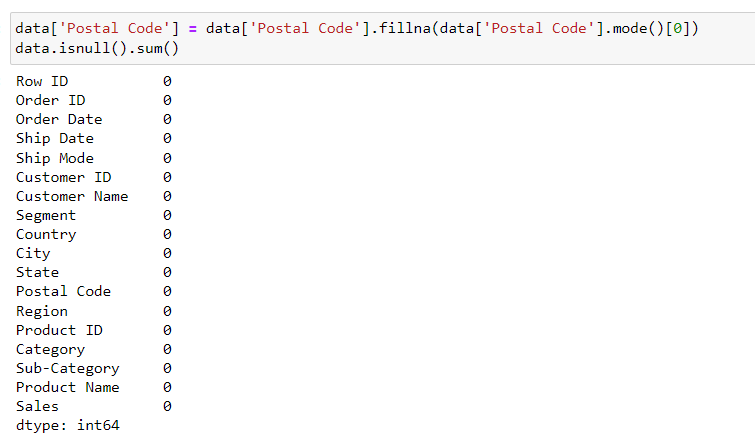 data['Postal Code'] = data['Postal Code'].fillna(data['Postal Code'].mode()[0])
data.isnull().sum()
Row ID 0
Order ID 0
Order Date 0
Ship Date 0
Ship Mode 0
Customer ID 0
Customer Name 0
Segment 0
Country 0
City 0
State 0
Postal Code 0
Region 0
Product ID 0
Category 0
Sub-Category 0
Product Name 0
Sales 0
dtype: int64